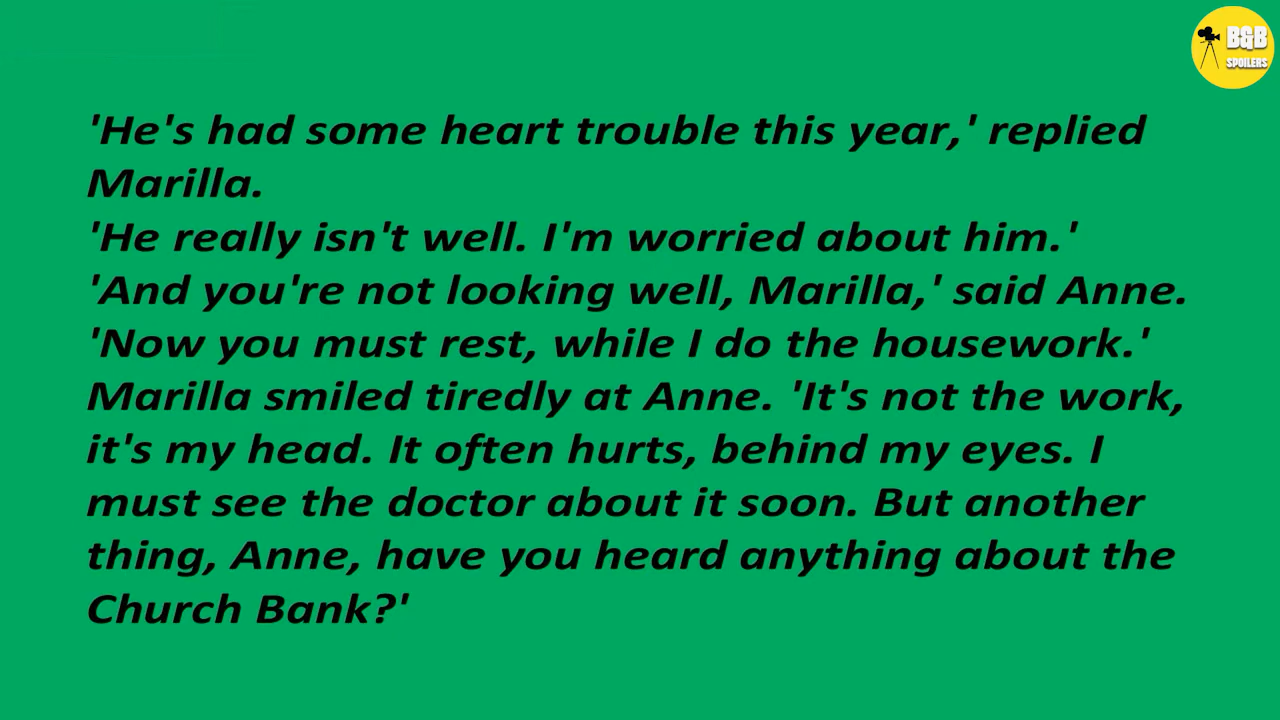 B&B
SPOILERS
'He's had some heart trouble this year,' replied
Marilla.
'He really isn't well. I'm worried about him.'
'And you're not looking well, Marilla,' said Anne.
'Now you must rest, while I do the housework.'
Marilla smiled tiredly at Anne. 'It's not the work,
it's my head. It often hurts, behind my eyes. I
must see the doctor about it soon. But another
thing, Anne, have you heard anything about the
Church Bank?'